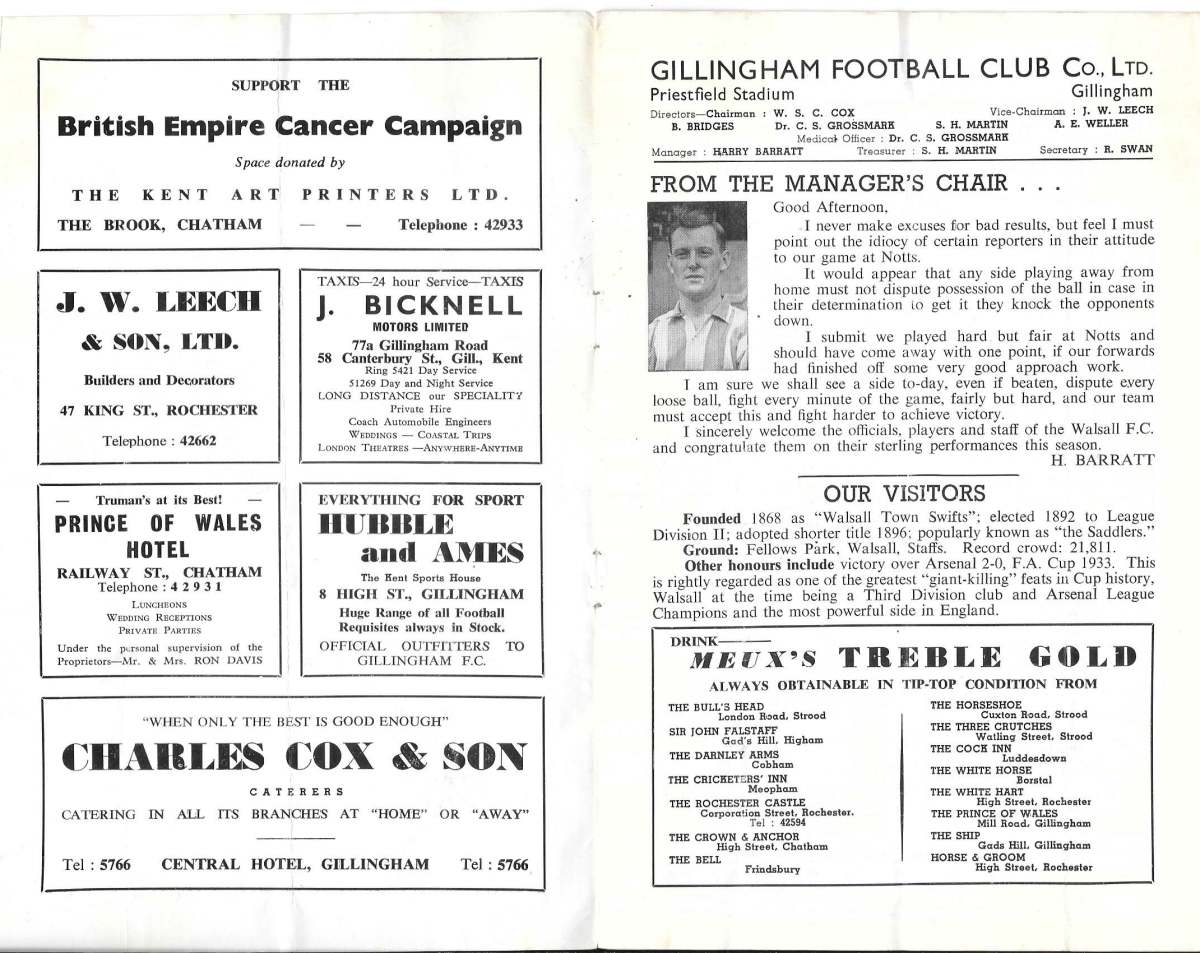 SUPPORT THE
British Empire Cancer Campaign
Space donated by
THE KENT ART PRINTERS LTD.
THE BROOK, CHATHAM — — Telephone : 42933
J. W. LEECH
& SON, LTD.
Builders and Decorators
47 KING ST., ROCHESTER
Telephone : 42662
TAXIS—24 hour Service—TAXIS
J. BICKNELL
MOTORS LIMITED
77a Gillingham Road
58 Canterbury St., Gill., Kent
Ring 5421 Day Service
51269 Day and Night Service
LONG DISTANCE our SPECIALITY
Private Hire
Coach Automobile Engineers
WEDDINGS — COASTAL TRIPS
LONDON THEATRES —ANYWHERE-ANYTIME
— Truman's at its Best! —
PRINCE OF WALES
HOTEL
RAILWAY ST., CHATHAM
Telephone : 4 2 9 3 1
LUNCHEONS
WEDDING RECEPTIONS
PRIVATE PARTIES
Under the personal supervision of the
Proprietors—Mr. & Mrs. RON DAVIS
EVERYTHING FOR SPORT
HUBBLE
and AMES
The Kent Sports House
8 HIGH ST., GILLINGHAM
Huge Range of all Football
Requisites always in Stock.
OFFICIAL OUTFITTERS TO
GILLINGHAM F.C.
"WHEN ONLY THE BEST IS GOOD ENOUGH"
CHARLES COX & SON
CATERERS
CATERING IN ALL ITS BRANCHES AT "HOME" OR "AWAY"
Tel : 5766 CENTRAL HOTEL, GILLINGHAM Tel : 5766
GILLINGHAM FOOTBALL CLUB CO., LTD.
Priestfield Stadium Gillingham
Directors—Chairman : W. S. C. COX Vice-Chairman : J. W. LEECH
B. BRIDGES Dr. C. S. GROSSMARK S. H. MARTIN A. E. WELLER
Medical Officer : Dr. C. S. GROSSMARK
Manager : HARRY BARRATT Treasurer : S. H. MARTIN Secretary : R. SWAN
FROM THE MANAGER'S CHAIR . . .
Good Afternoon,
I never make excuses for bad results, but feel I must
point out the idiocy of certain reporters in their attitude
to our game at Notts.
It would appear that any side playing away from
home must not dispute possession of the ball in case in
their determination to get it they knock the opponents
down.
I submit we played hard but fair at Notts and
should have come away with one point, if our forwards
had finished off some very good approach work.
I am sure we shall see a side to-day, even if beaten, dispute every
loose ball, fight every minute of the game, fairly but hard, and our team
must accept this and fight harder to achieve victory.
I sincerely welcome the officials, players and staff of the Walsall F.C.
and congratulate them on their sterling performances this season.
H. BARRATT
OUR VISITORS
Founded 1868 as "Walsall Town Swifts"; elected 1892 to League
Division II; adopted shorter title 1896; popularly known as "the Saddlers."
Ground: Fellows Park, Walsall, Staffs. Record crowd: 21,811.
Other honours include victory over Arsenal 2-0, F.A. Cup 1933. This
is rightly regarded as one of the greatest "giant-killing" feats in Cup history,
Walsall at the time being a Third Division club and Arsenal League
Champions and the most powerful side in England.
DRINK—
MEUX'S TREBLE GOLD
ALWAYS OBTAINABLE IN TIP-TOP CONDITION FROM
THE BULL'S HEAD
London Road, Strood
SIR JOHN FALSTAFF
Gad's Hill, Higham
THE DARNLEY ARMS
Cobham
THE CRICKETERS' INN
Meopham
THE ROCHESTER CASTLE
Corporation Street, Rochester.
Tel : 42594
THE CROWN & ANCHOR
High Street, Chatham
THE BELL
Frindsbury
THE HORSESHOE
Cuxton Road, Strood
THE THREE CRUTCHES
Watling Street, Strood
THE COCK INN
Luddesdown
THE WHITE HORSE
Borstal
THE WHITE HART
High Street, Rochester
THE PRINCE OF WALES
Mill Road, Gillingham
THE SHIP
Gads Hill, Gillingham
HORSE & GROOM
High Street, Rochester